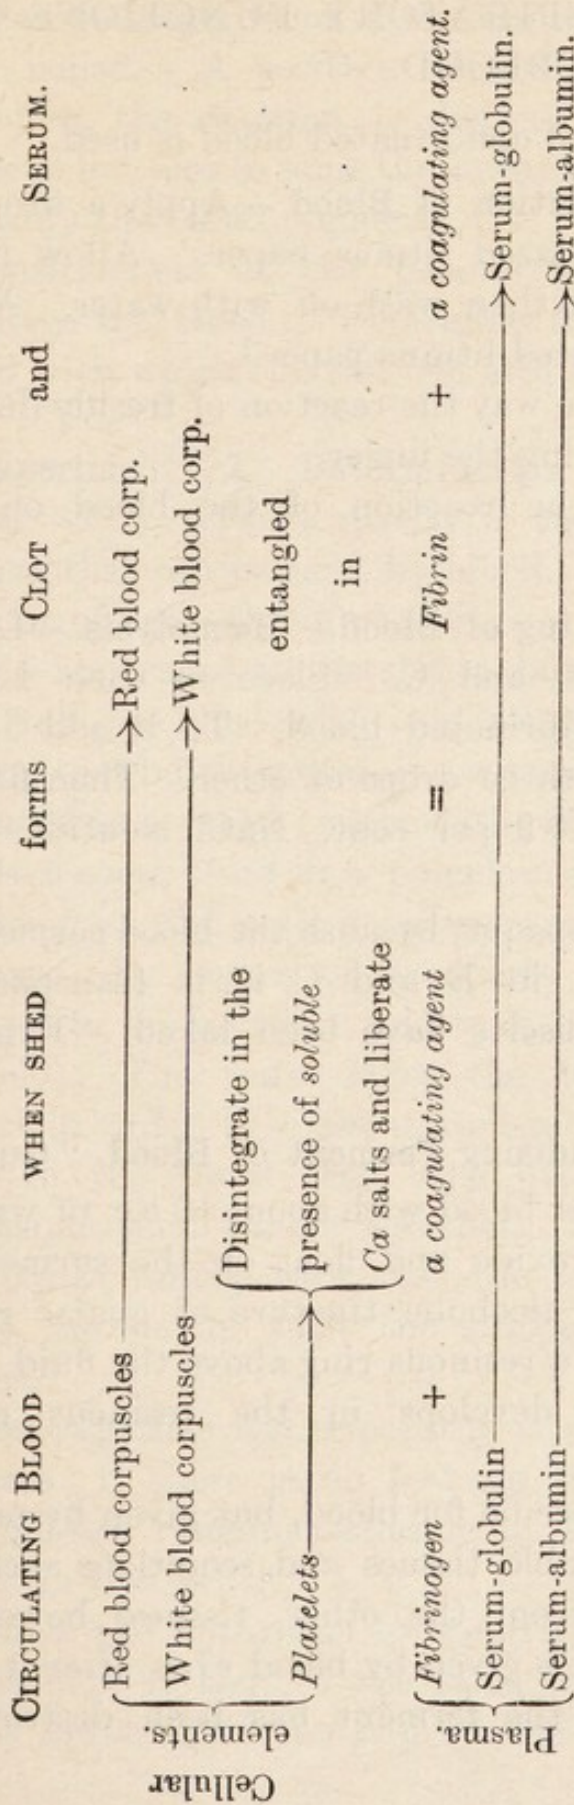 CIRCULATING BLOOD WHEN SHED forms CLOT and SERUM.
Cellular
elements.
Red blood corpuscles Red blood corp.
White blood corpuscles White blood corp.
Platelets
Disintegrate in the
presence of soluble
Ca salts and liberate
entangled
in
Plasma.
Fibrinogen + a coagulating agent = Fibrin + a coagulating agent.
Serum-globulin Serum-globulin.
Serum-albumin Serum-albumin.